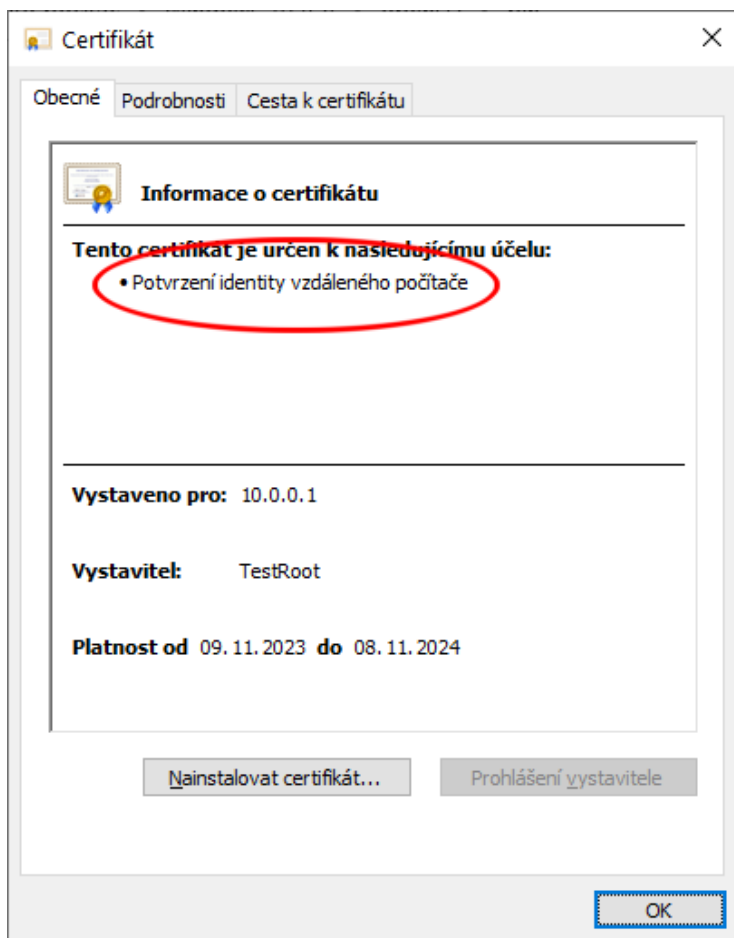 Certifikát
Obecné Podrobnosti Cesta k certifikátu
Informace o certifikátu
Tento certifikát je určen k následujícímu účelu:
• Potvrzení identity vzdáleného počítače
Vystaveno pro: 10.0.0.1
Vystavitel: TestRoot
Platnost od 09.11.2023 do 08.11.2024
Nainstalovat certifikát...
Prohlášení vystavitele
OK